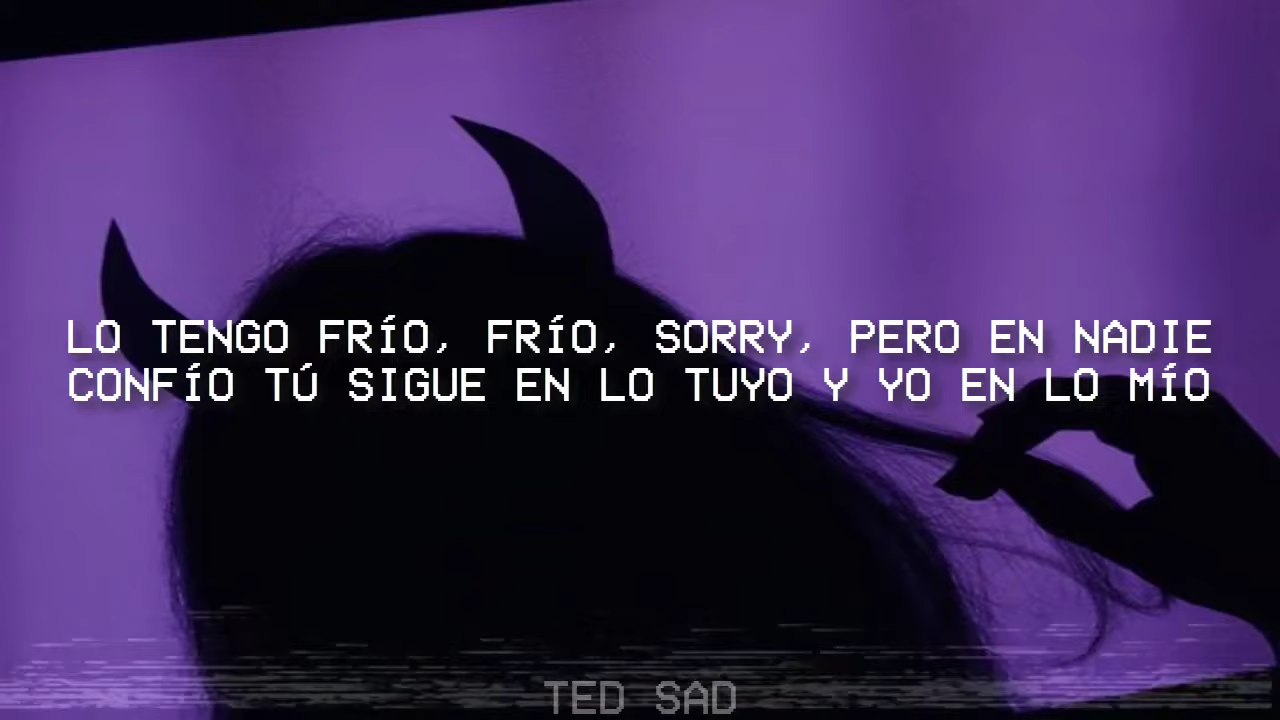 LO TENGO FRÍO, FRÍO, SORRY, PERO EN NADIE
CONFÍO TÚ SIGUE EN LO TUYO Y YO EN LO MÍO
TED SAD